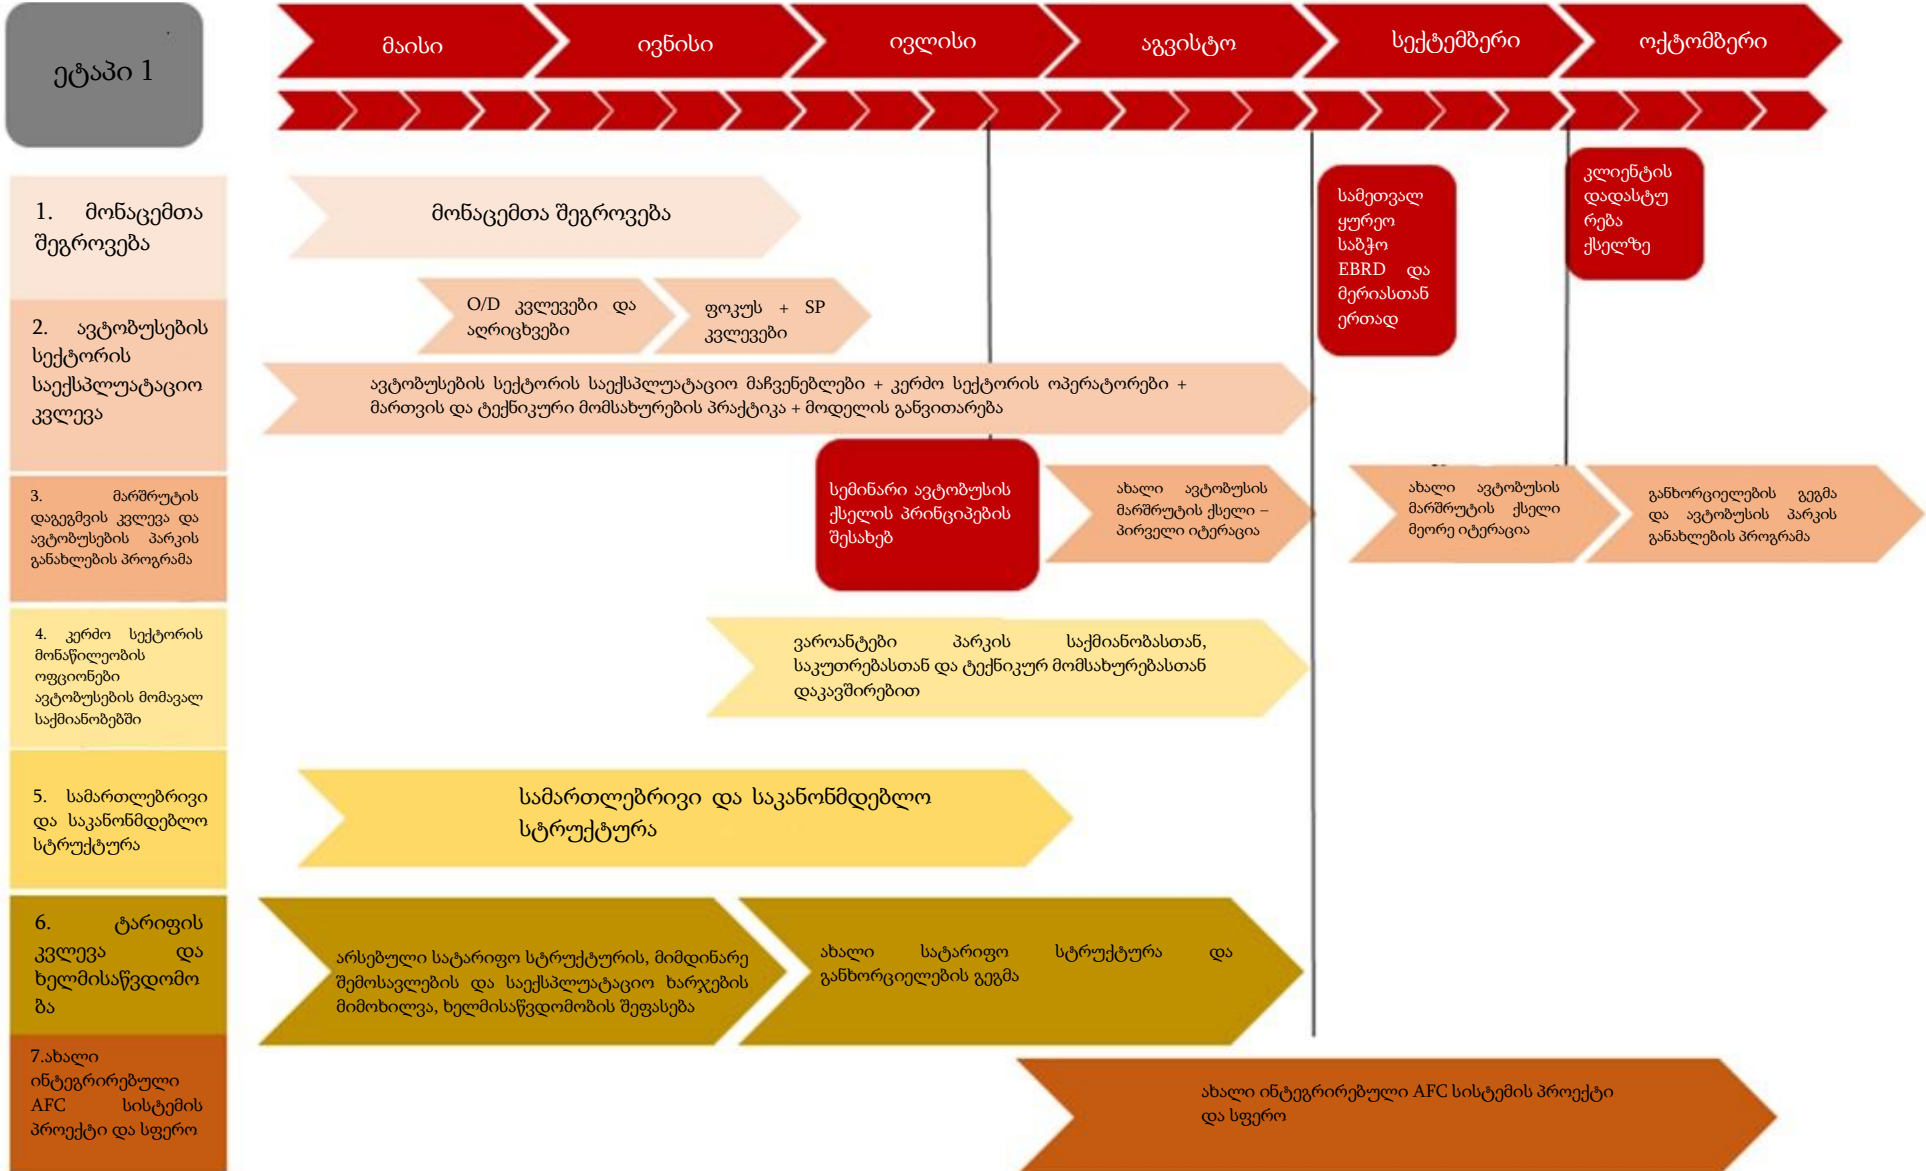 ეტაპი 1
მაისი
ივნისი
ივლისი
აგვისტო
სექტემბერი
ოქტომბერი
1. მონაცემთა
შეგროვება
მონაცემთა შეგროვება
სამეთვალ
ყურეო
საბჭო
EBRD და
მერიასთან
ერთად
კლიენტის
დადასტუ
რება
ქსელზე
2. ავტობუსების
სექტორის
საექსპლუატაციო
კვლევა
O/D კვლევები და
აღრიცხვები
ფოკუს + SP
კვლევები
ავტობუსების სექტორის საექსპლუატაციო მაჩვენებლები + კერძო სექტორის ოპერატორები +
მართვის და ტექნიკური მომსახურების პრაქტიკა + მოდელის განვითარება
3. მარშრუტის
დაგეგმვის კვლევა და
ავტობუსების პარკის
განახლების პროგრამა
სემინარი ავტობუსის
ქსელის პრინციპების
შესახებ
ახალი ავტობუსის
მარშრუტის ქსელი –
პირველი იტერაცია
ახალი ავტობუსის
მარშრუტის ქსელი
მეორე იტერაცია
განხორციელების გეგმა
და ავტობუსის პარკის
განახლების პროგრამა
4. კერძო სექტორის
მონაწილეობის
ოფციონები
ავტობუსების მომავალ
საქმიანობებში
ვაროანტები პარკის საქმიანობასთან,
საკუთრებასთან და ტექნიკურ მომსახურებასთან
დაკავშირებით
5. სამართლებრივი
და საკანონმდებლო
სტრუქტურა
სამართლებრივი და საკანონმდებლო
სტრუქტურა
6. ტარიფის
კვლევა და
ხელმისაწვდომო
ბა
არსებული სატარიფო სტრუქტურის, მიმდინარე
შემოსავლების და საექსპლუატაციო ხარჯების
მიმოხილვა, ხელმისაწვდომობის შეფასება
ახალი სატარიფო სტრუქტურა და
განხორციელების გეგმა
7.ახალი
ინტეგრირებული
AFC სისტემის
პროექტი და სფერო
ახალი ინტეგრირებული AFC სისტემის პროექტი
და სფერო